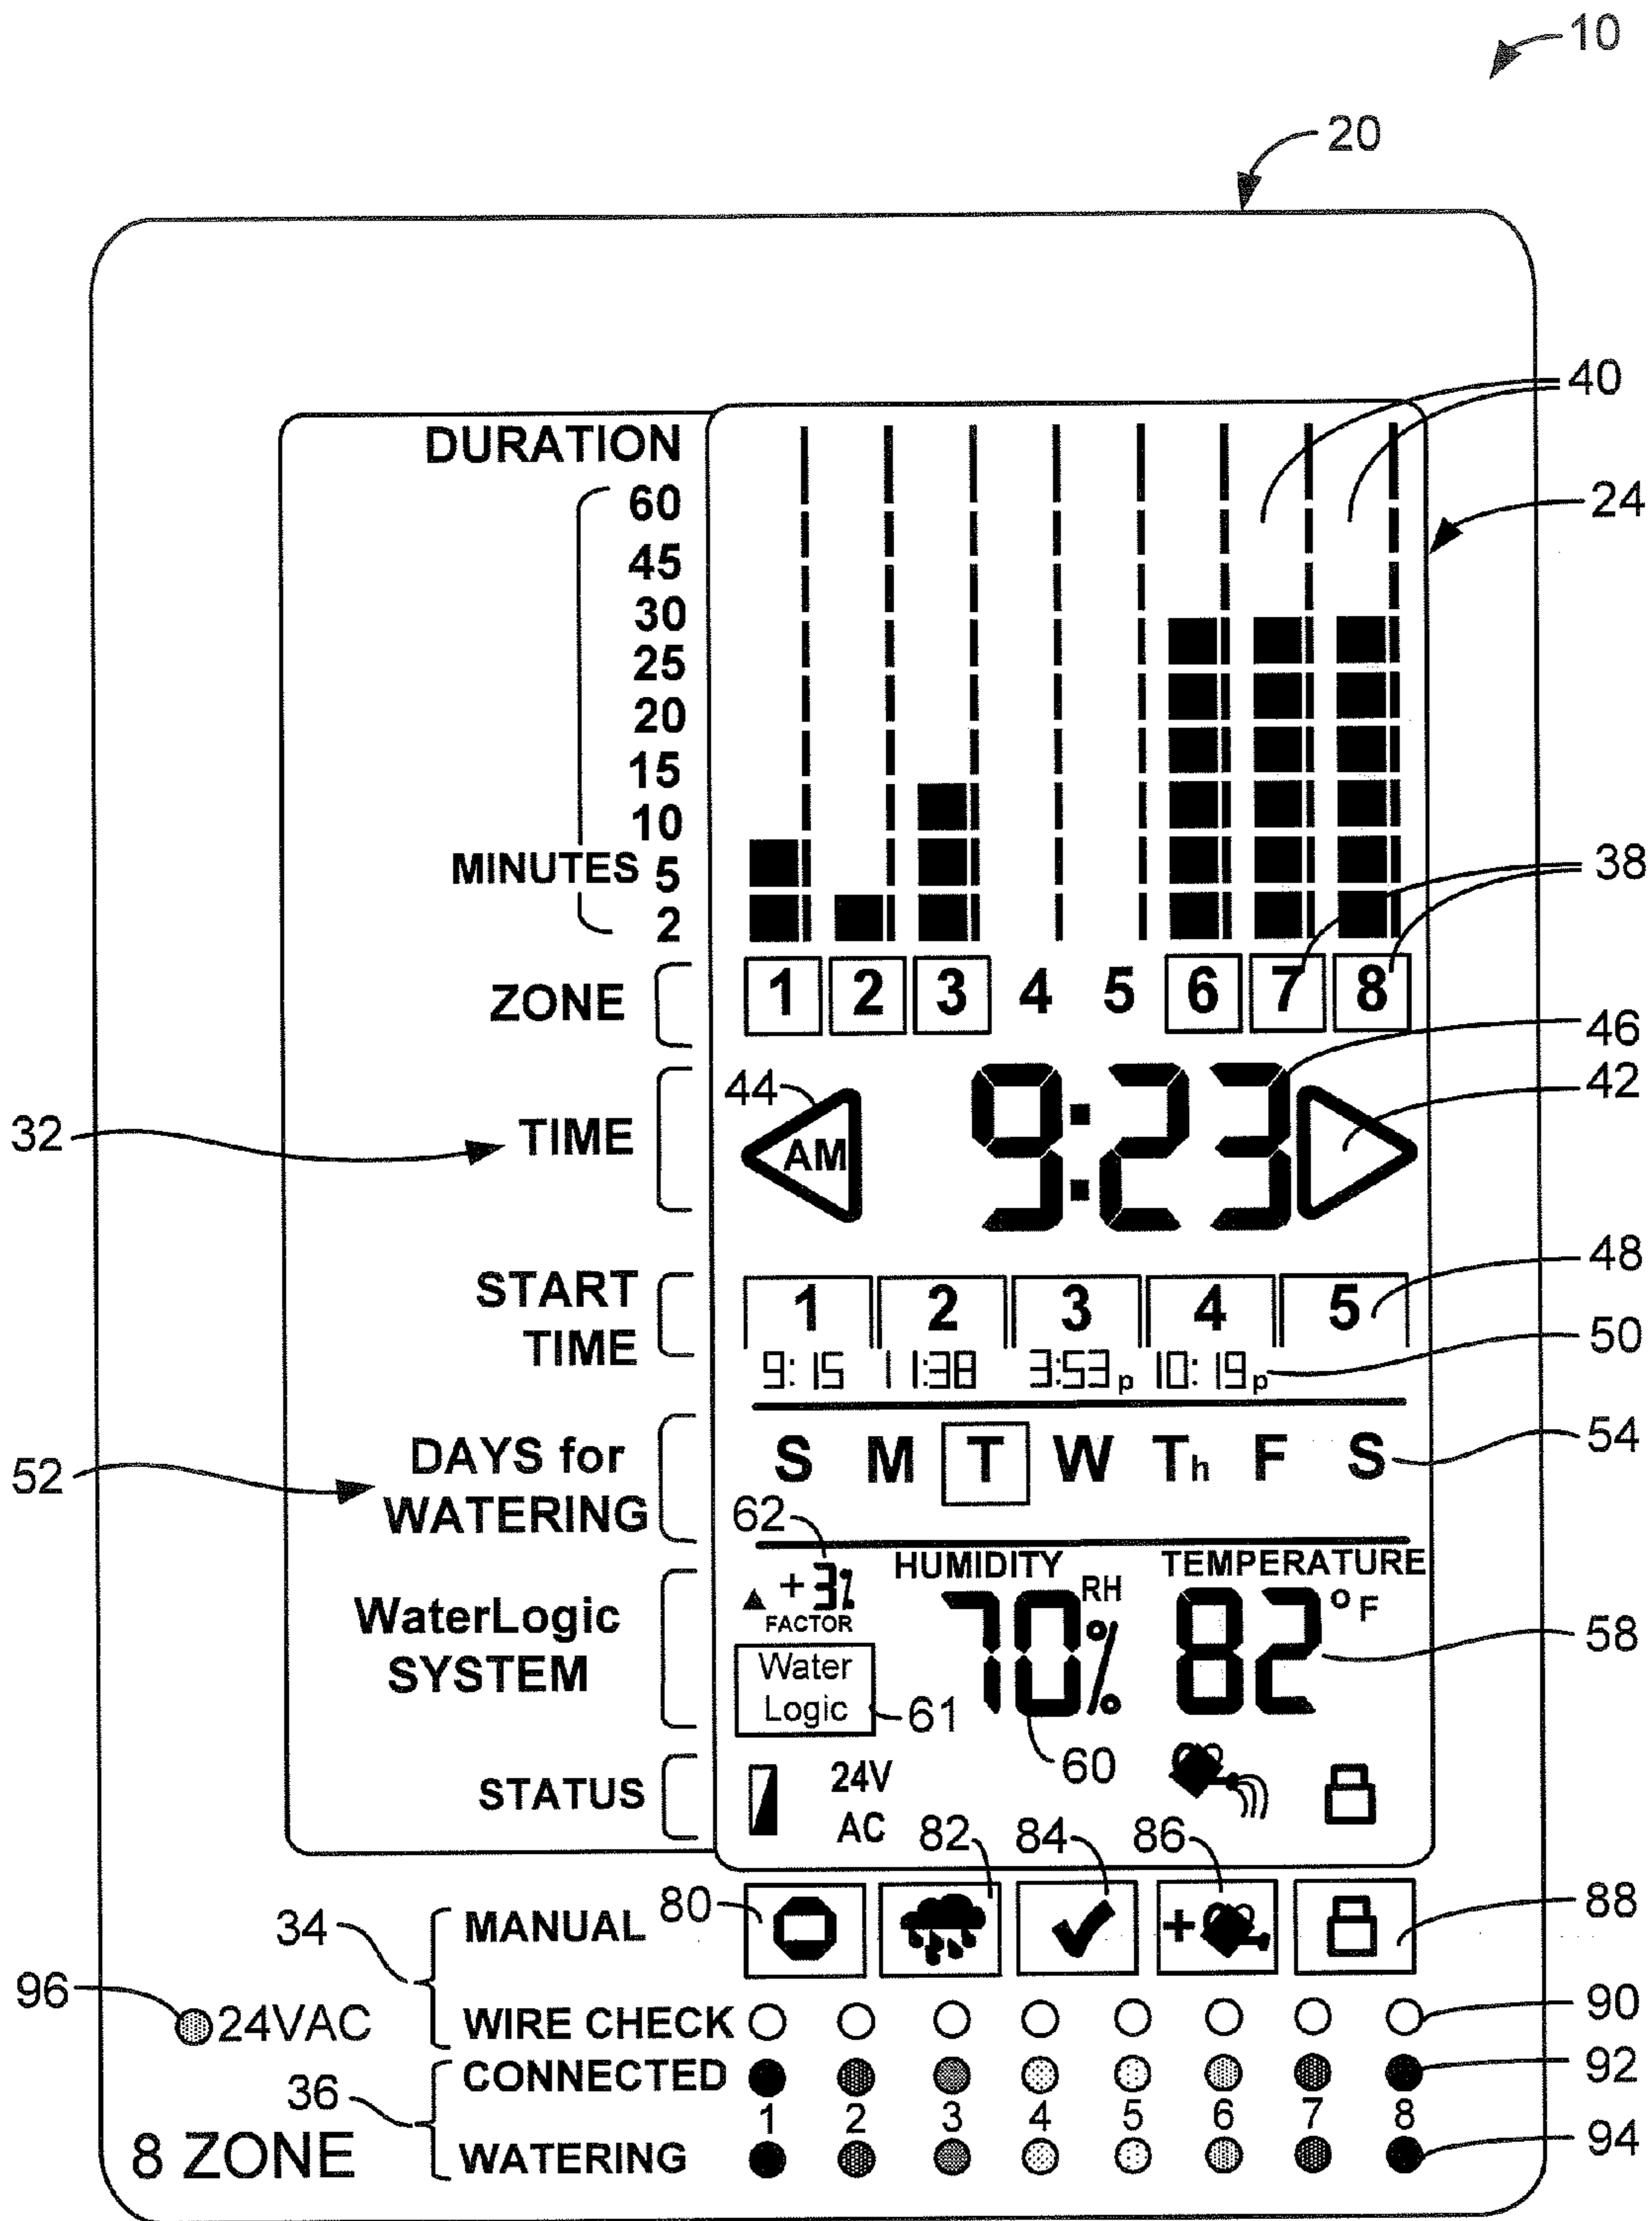 10
20
DURATION
40
60
24
45
30
25
20
15
10
MINUTES 5
38
2
ZONE 1 2 3 4 5 6 7 8
46
44
42
32 TIME AM 9:23
START TIME 1 2 3 4 5 48
9:15 11:38 3:53p 10:19p 50
52 DAYS for WATERING S M T W Th F S 54
62
+3% FACTOR HUMIDITY TEMPERATURE
WaterLogic SYSTEM 70% RH 82°F 58
Water Logic 61
60
STATUS 24V AC
82 84 86
34 MANUAL 80 + 88
96 24VAC WIRE CHECK 90
36 CONNECTED 92
1 2 3 4 5 6 7 8
8 ZONE WATERING 94